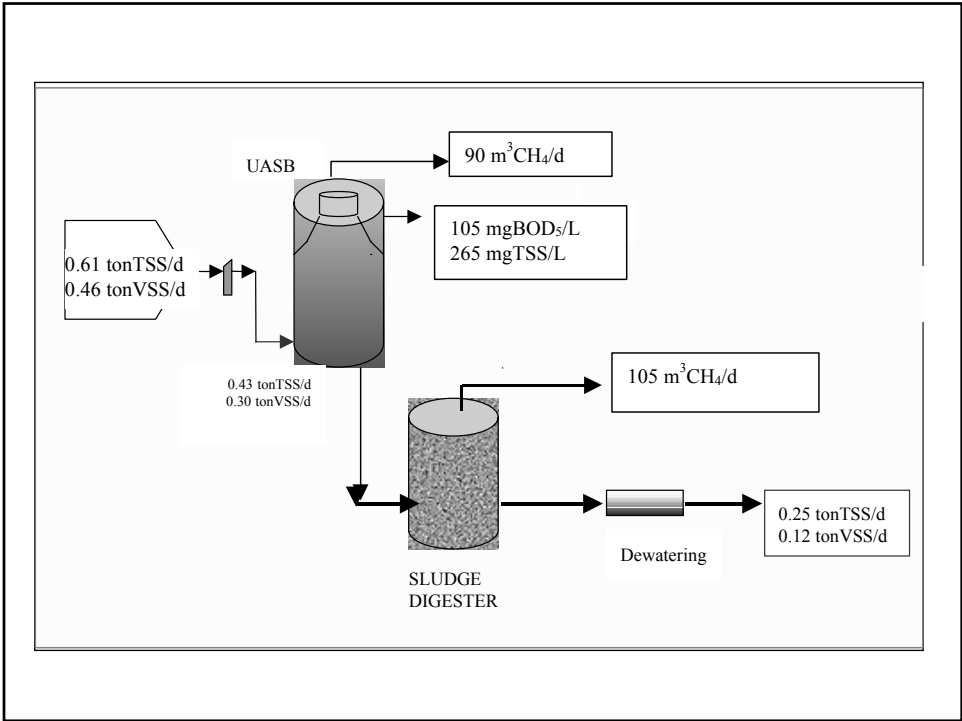 UASB
90 m³CH₄/d
105 mgBOD₅/L
265 mgTSS/L
0.61 tonTSS/d
0.46 tonVSS/d
0.43 tonTSS/d
0.30 tonVSS/d
105 m³CH₄/d
0.25 tonTSS/d
0.12 tonVSS/d
Dewatering
SLUDGE
DIGESTER